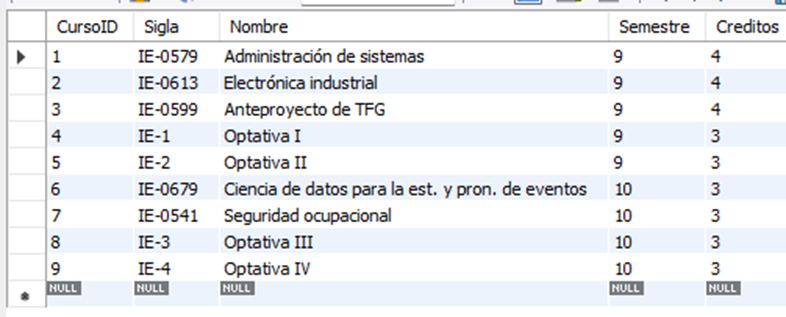 CursoID Sigla Nombre Semestre Creditos
1 IE-0579 Administración de sistemas 9 4
2 IE-0613 Electrónica industrial 9 4
3 IE-0599 Anteproyecto de TFG 9 4
4 IE-1 Optativa I 9 3
5 IE-2 Optativa II 9 3
6 IE-0679 Ciencia de datos para la est. y pron. de eventos 10 3
7 IE-0541 Seguridad ocupacional 10 3
8 IE-3 Optativa III 10 3
9 IE-4 Optativa IV 10 3
NULL NULL NULL NULL NULL